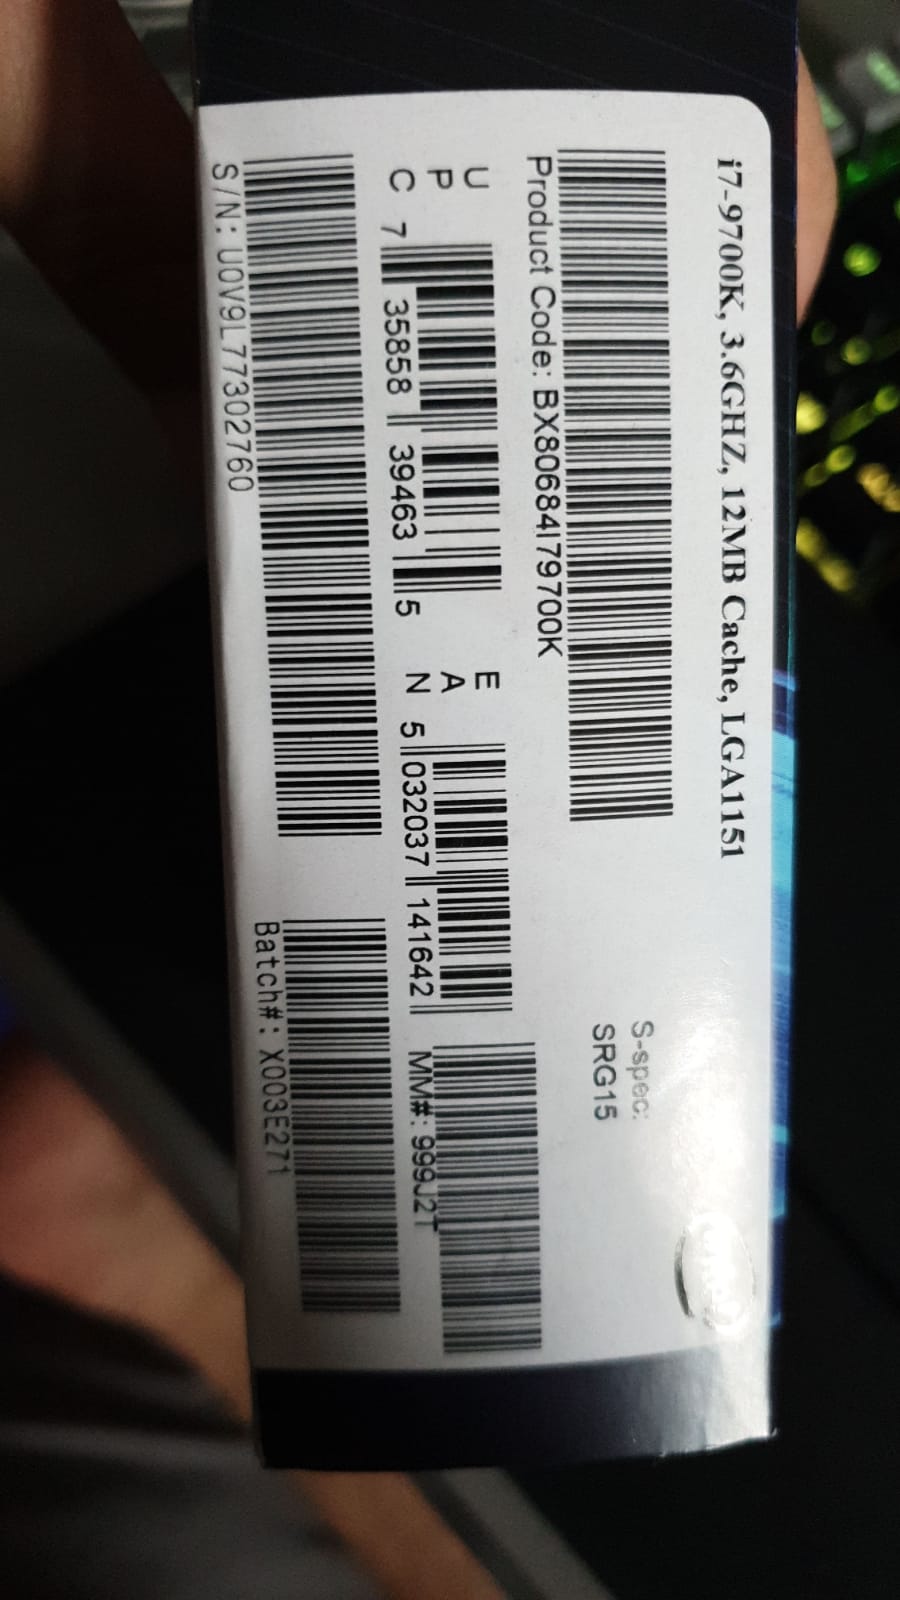 i7-9700K, 3.6GHZ, 12MB Cache, LGA1151
S-spec:
SRG15
Product Code: BX80684I79700K
UPC 7 35858 39463 5
EAN 5 032037 141642
MM#: 999J2T
S/N: U0V9L77302760
Batch#: X003E271
intel